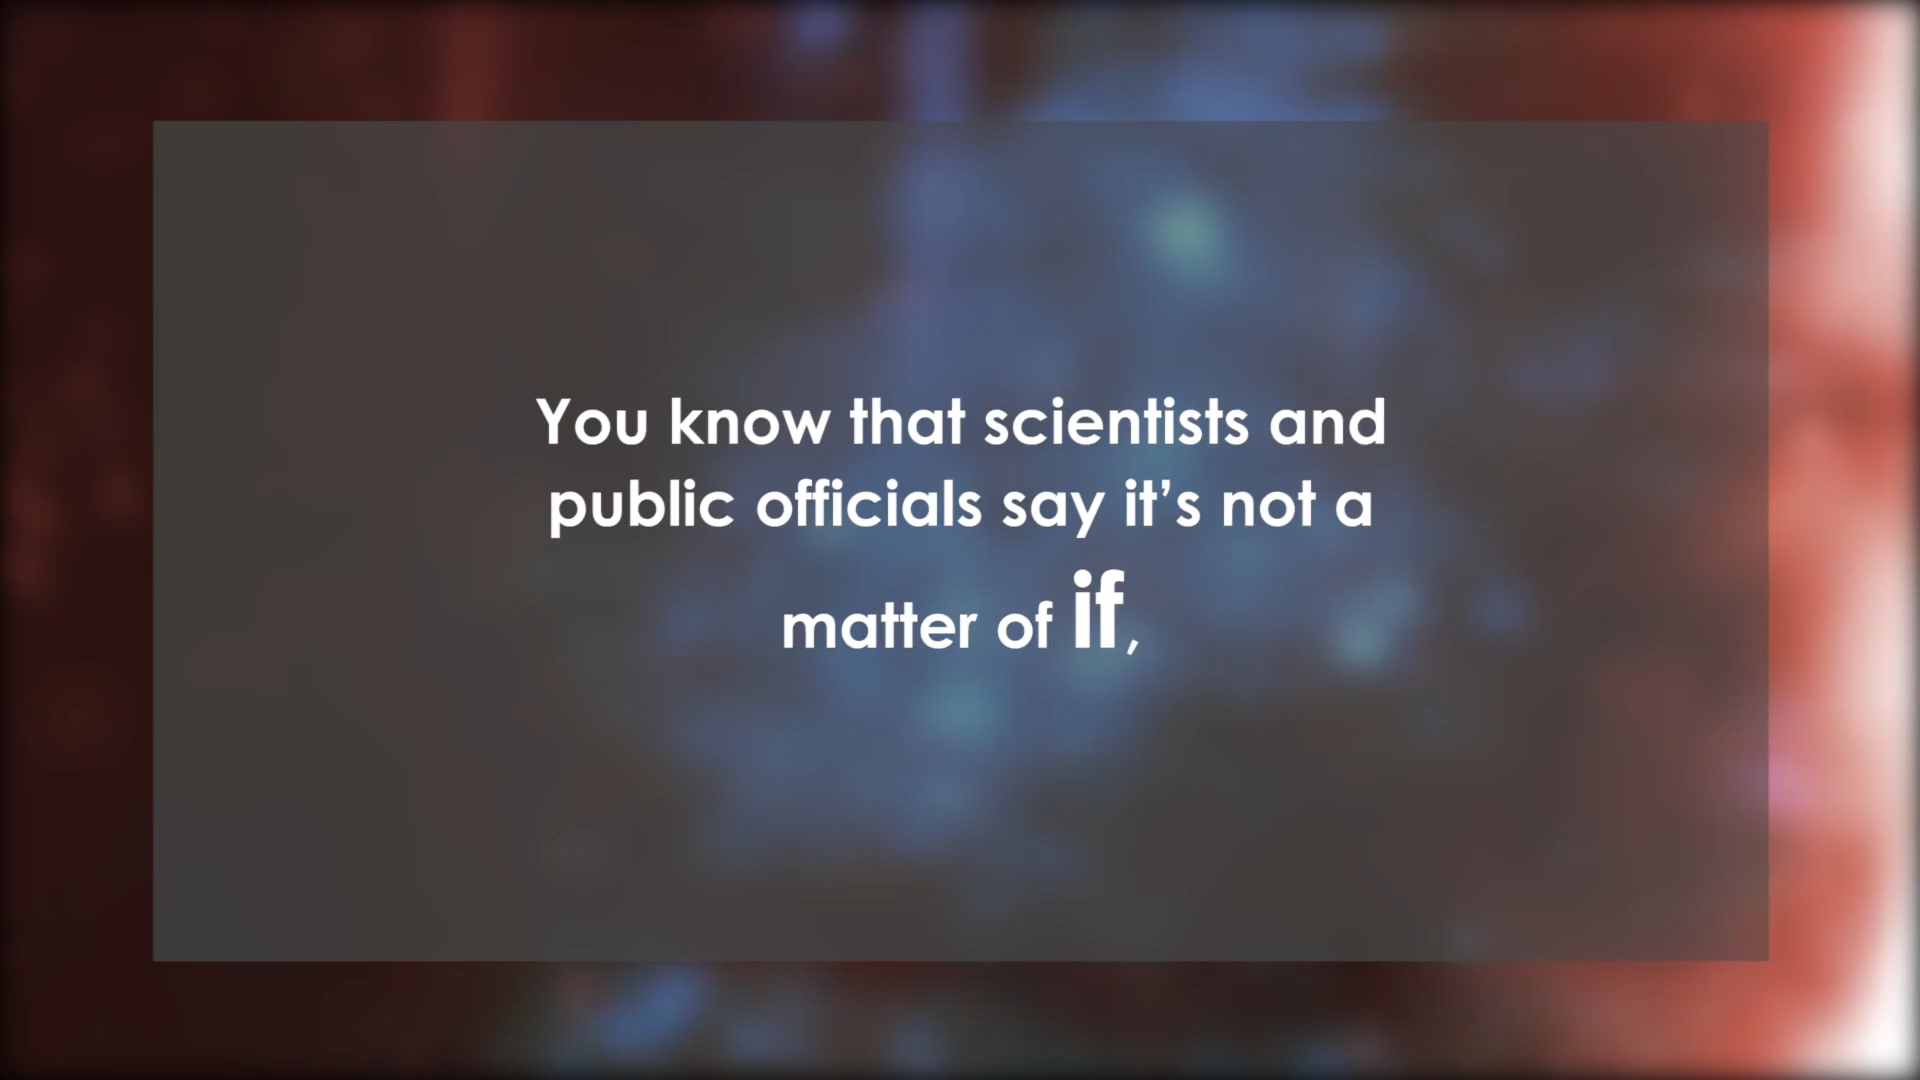 You know that scientists and
public officials say it’s not a
matter of if,